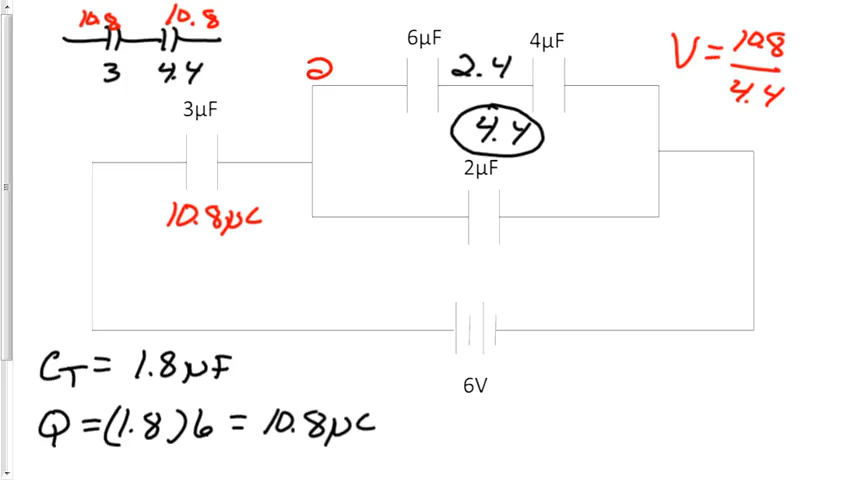 10.8 10.8
3 4.4
6μF 2.4 4μF
V = 10.8
4.4
4.4
3μF
2μF
10.8μC
6V
CT = 1.8μF
Q = (1.8)6 = 10.8μC